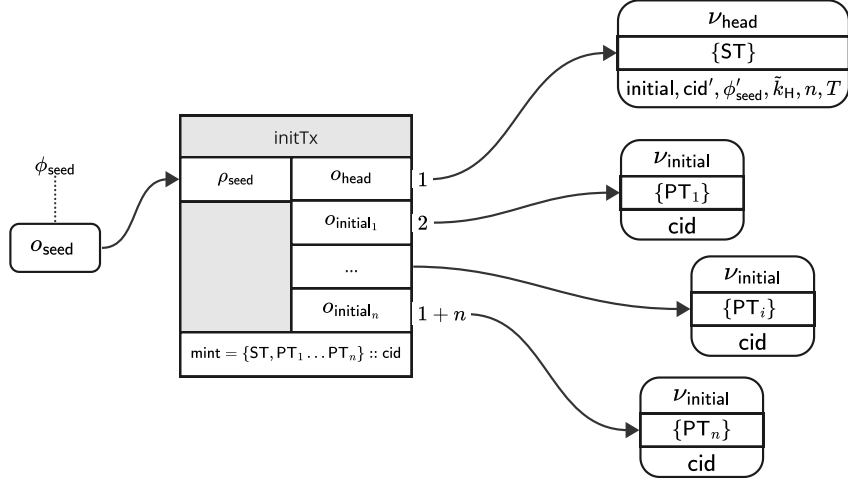 ν_head
{ST}
initial, cid′, ϕ′_seed, k̃_H, n, T
initTx
ϕ_seed
ρ_seed
o_head
1
ν_initial
{PT_1}
cid
o_initial_1
2
o_seed
...
ν_initial
{PT_i}
cid
o_initial_n
1 + n
mint = {ST, PT_1 … PT_n} :: cid
ν_initial
{PT_n}
cid